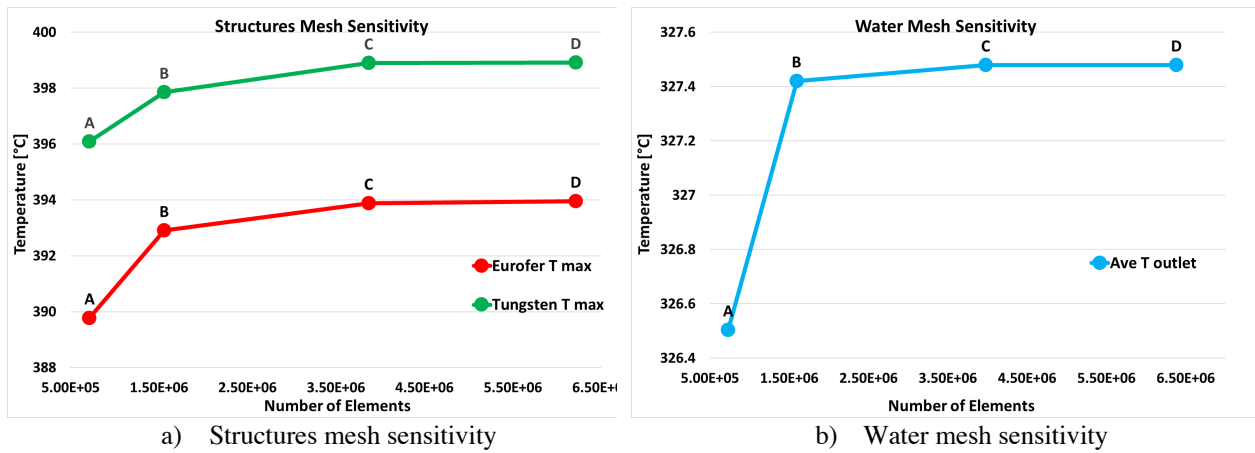 Structures Mesh Sensitivity
400
398
396
394
392
390
388
Temperature [°C]
A
B
C
D
A
B
C
D
Eurofer T max
Tungsten T max
5.00E+05 1.50E+06 2.50E+06 3.50E+06 4.50E+06 5.50E+06 6.50E+
Number of Elements
a) Structures mesh sensitivity
Water Mesh Sensitivity
327.6
327.4
327.2
327
326.8
326.6
326.4
Temperature [°C]
A
B
C
D
Ave T outlet
5.00E+05 1.50E+06 2.50E+06 3.50E+06 4.50E+06 5.50E+06 6.50E+06
Number of Elements
b) Water mesh sensitivity